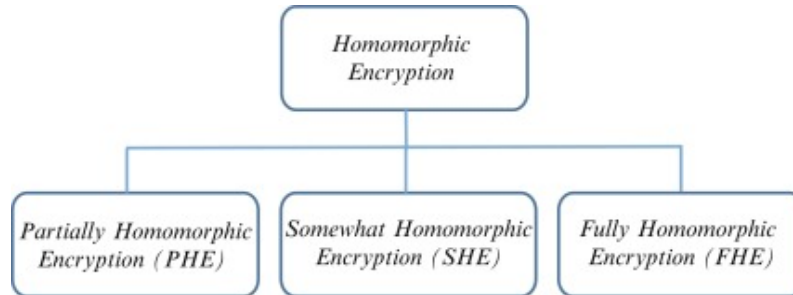 Homomorphic
Encryption
Partially Homomorphic
Encryption (PHE)
Somewhat Homomorphic
Encryption (SHE)
Fully Homomorphic
Encryption (FHE)